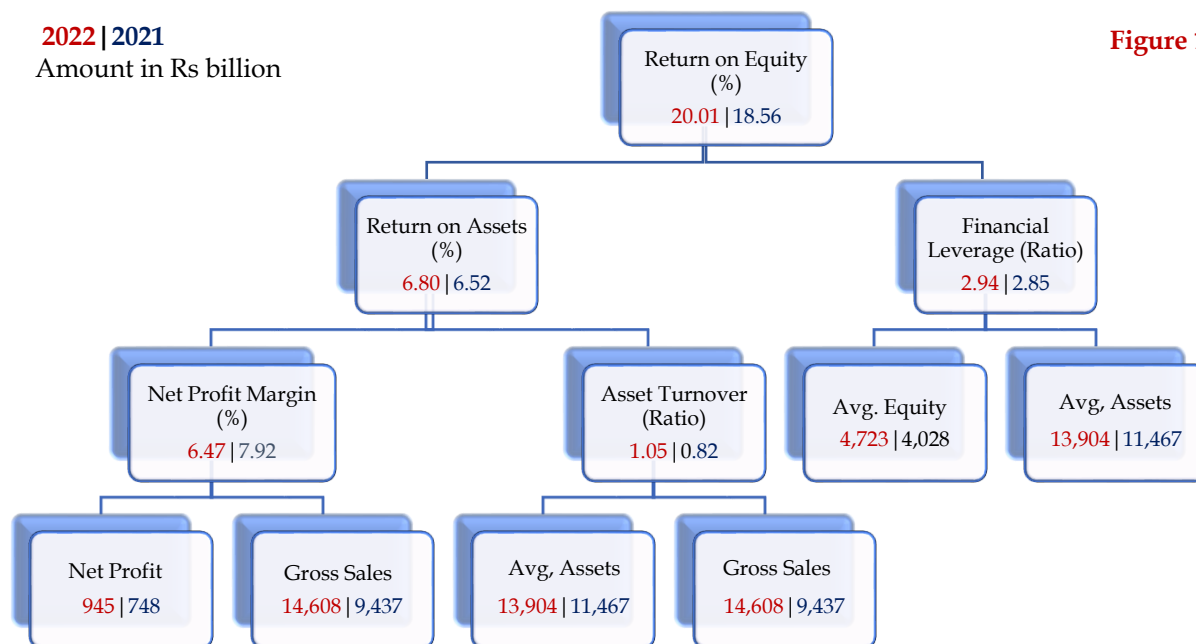 2022|2021
Amount in Rs billion
Figure 1
Return on Equity
(%)
20.01|18.56
Return on Assets
(%)
6.80|6.52
Financial
Leverage (Ratio)
2.94|2.85
Net Profit Margin
(%)
6.47|7.92
Asset Turnover
(Ratio)
1.05|0.82
Avg. Equity
4,723|4,028
Avg, Assets
13,904|11,467
Net Profit
945|748
Gross Sales
14,608|9,437
Avg, Assets
13,904|11,467
Gross Sales
14,608|9,437